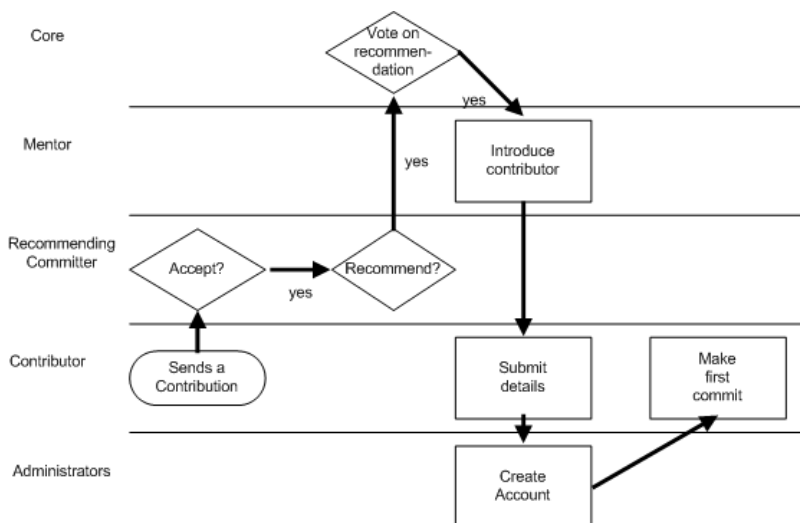 Core
Vote on
recommen-
dation
yes
Mentor
yes
Introduce
contributor
Recommending
Committer
Accept?
yes
Recommend?
Contributor
Sends a
Contribution
Submit
details
Make
first
commit
Administrators
Create
Account